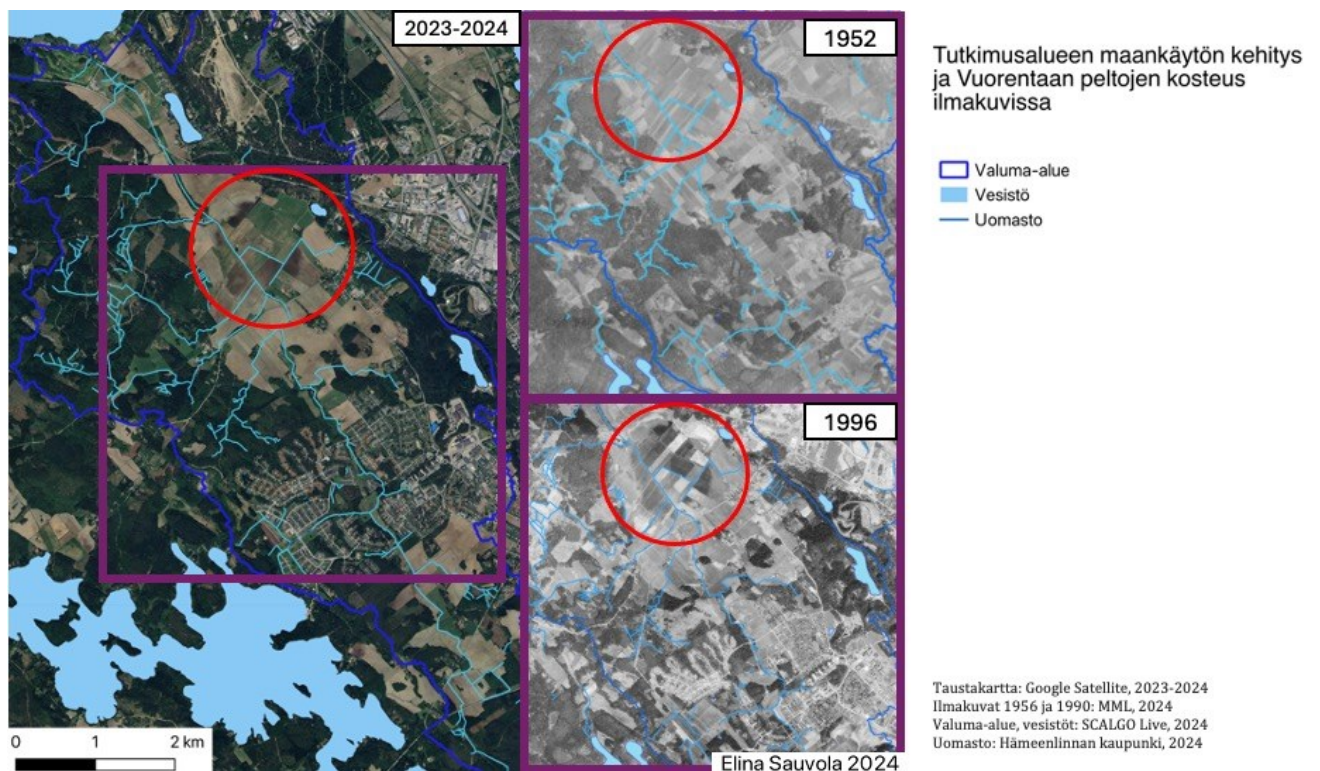 2023-2024
1952
1996
Tutkimusalueen maankäytön kehitys
ja Vuorentaan peltojen kosteus
ilmakuvissa
Valuma-alue
Vesistö
Uomasto
0 1 2 km
Elina Sauvola 2024
Taustakartta: Google Satellite, 2023-2024
Ilmakuvat 1956 ja 1990: MML, 2024
Valuma-alue, vesistöt: SCALGO Live, 2024
Uomasto: Hämeenlinnan kaupunki, 2024